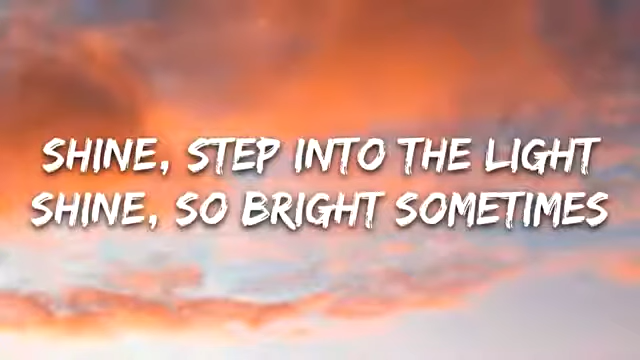 SHINE, STEP INTO THE LIGHT
SHINE, SO BRIGHT SOMETIMES